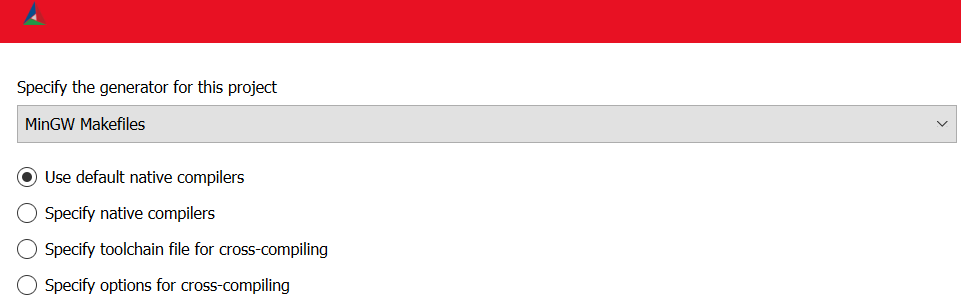 Specify the generator for this project
MinGW Makefiles
Use default native compilers
Specify native compilers
Specify toolchain file for cross-compiling
Specify options for cross-compiling